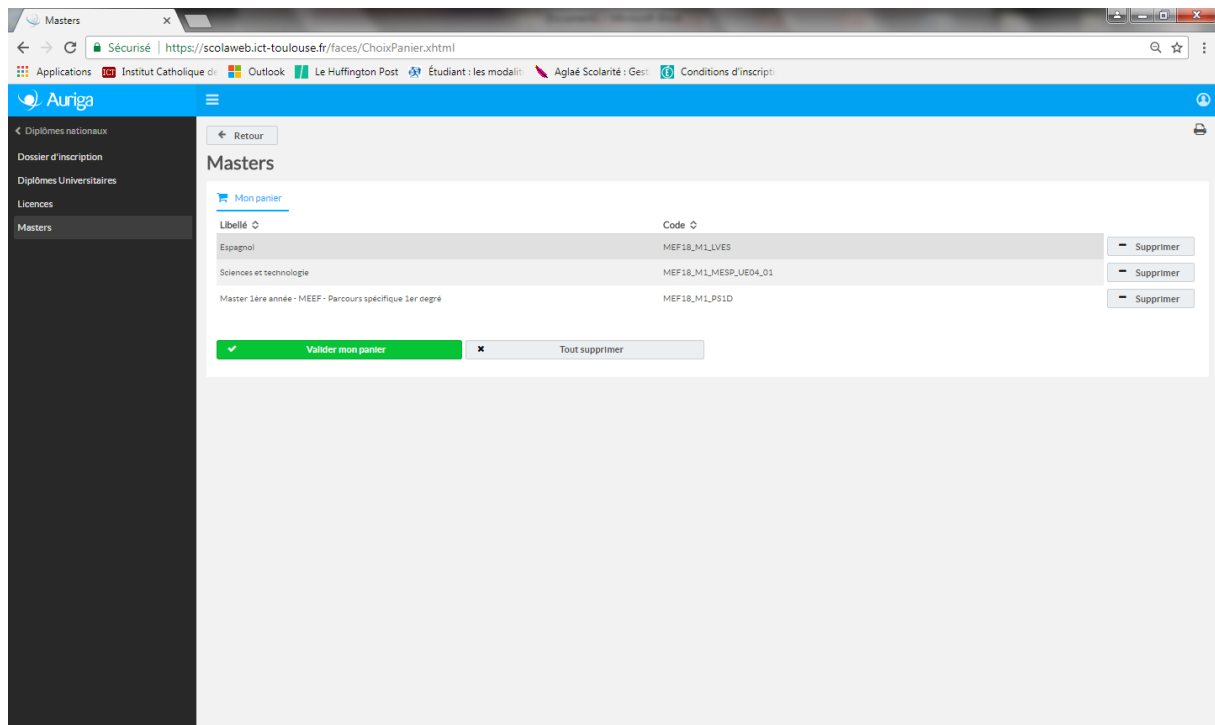 Masters
Sécurisé | https://scolaweb.ict-toulouse.fr/faces/ChoixPanier.xhtml
Applications ICT Institut Catholique de Outlook Le Huffington Post Étudiant : les modalit Aglaé Scolarité : Gest Conditions d'inscripti
Auriga
Diplômes nationaux
Retour
Dossier d'inscription
Masters
Diplômes Universitaires
Licences
Mon panier
Masters
Libellé Code
Espagnol MEF18_M1_LVES Supprimer
Sciences et technologie MEF18_M1_MESP_UE04_01 Supprimer
Master 1ère année - MEEF - Parcours spécifique 1er degré MEF18_M1_PS1D Supprimer
Valider mon panier Tout supprimer